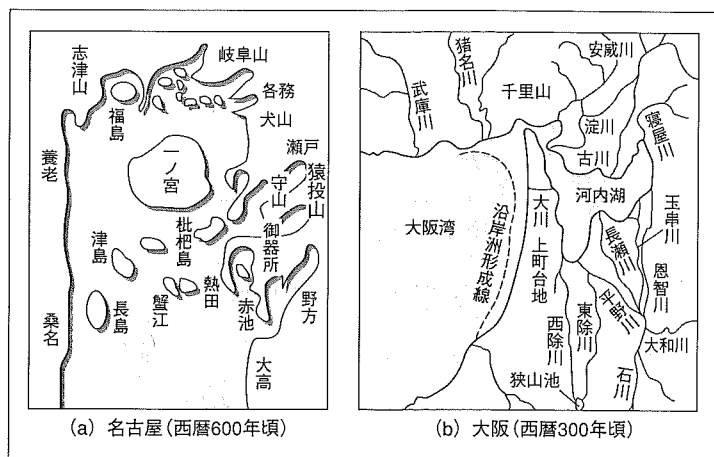 志津山
岐阜山
各務
福島
犬山
養老
一ノ宮
瀬戸
守山
猿投山
枇杷島
御器所
津島
蟹江
熱田
赤池
野方
長島
桑名
大高
(a) 名古屋(西暦600年頃)
安威川
猪名川
武庫川
千里山
淀川
古川
寝屋川
河内湖
大阪湾
沿岸洲形成線
大川
上町台地
長瀬川
玉串川
恩智川
平野川
西除川
東除川
大和川
狭山池
石川
(b) 大阪(西暦300年頃)